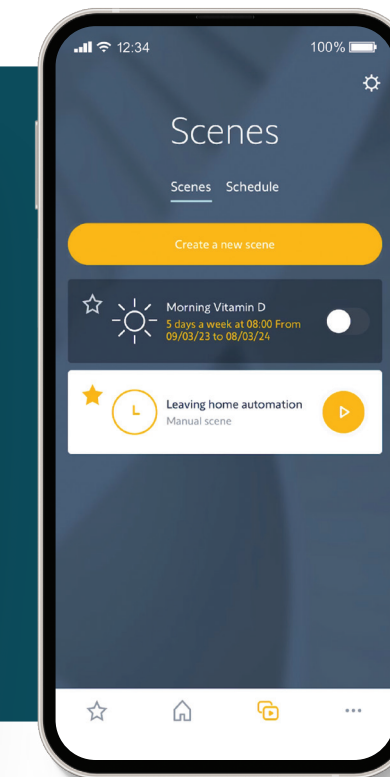 12:34
100%
Scenes
Scenes Schedule
Create a new scene
Morning Vitamin D
5 days a week at 08:00 From
09/03/23 to 08/03/24
Leaving home automation
Manual scene